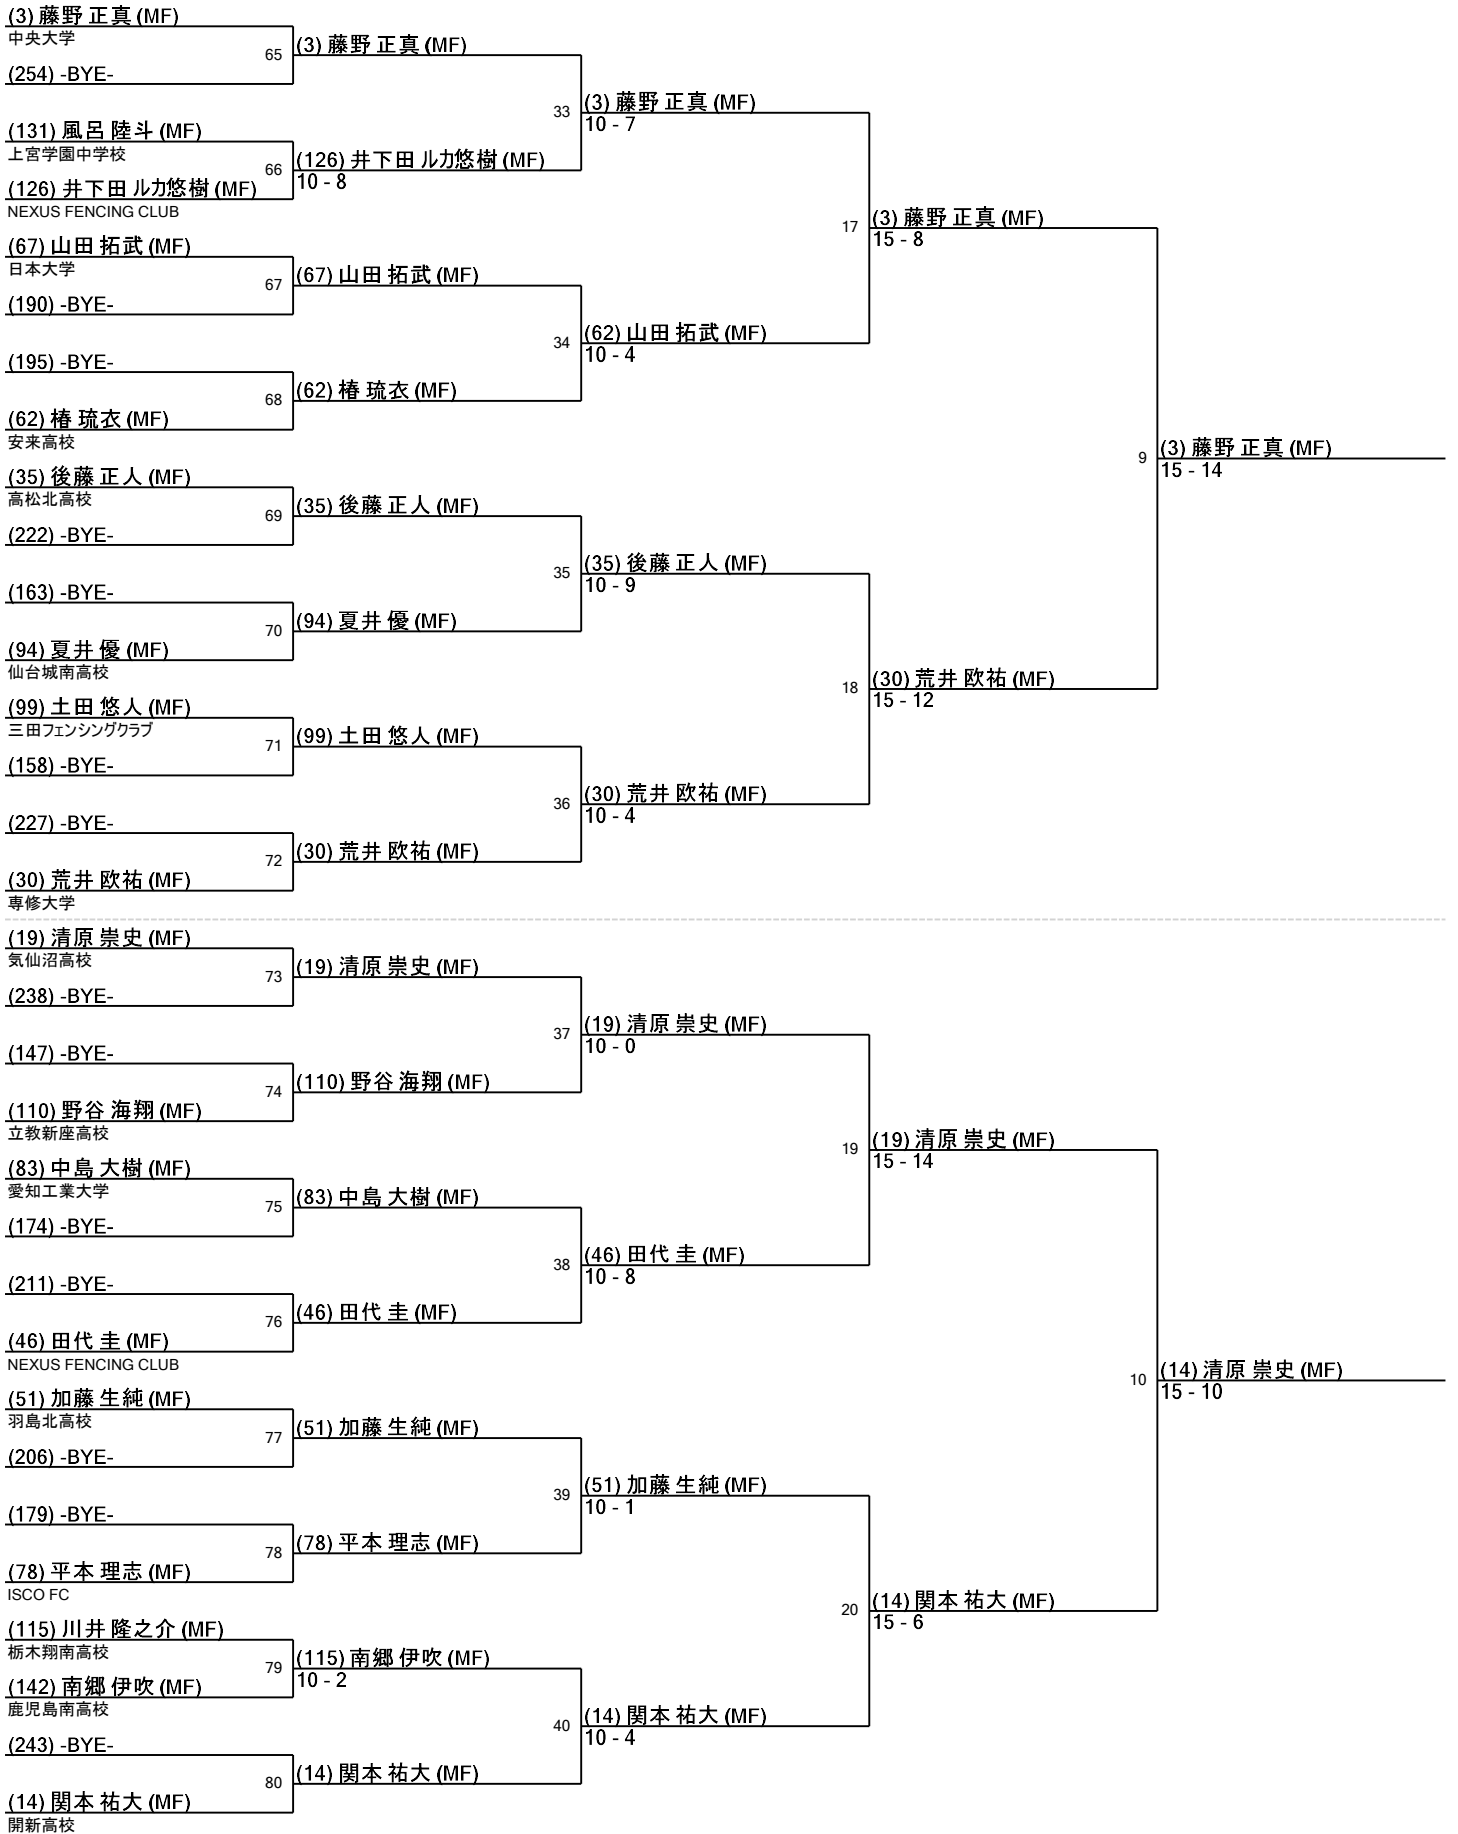 (3) 藤野 正真 (MF)
中央大学
(254) -BYE-
(131) 風呂 陸斗 (MF)
上宮学園中学校
(126) 井下田 ルカ悠樹 (MF)
NEXUS FENCING CLUB
(67) 山田 拓武 (MF)
日本大学
(190) -BYE-
(195) -BYE-
(62) 椿 琉衣 (MF)
安来高校
(35) 後藤 正人 (MF)
高松北高校
(222) -BYE-
(163) -BYE-
(94) 夏井 優 (MF)
仙台城南高校
(99) 土田 悠人 (MF)
三田フェンシングクラブ
(158) -BYE-
(227) -BYE-
(30) 荒井 欧祐 (MF)
専修大学
(19) 清原 崇史 (MF)
気仙沼高校
(238) -BYE-
(147) -BYE-
(110) 野谷 海翔 (MF)
立教新座高校
(83) 中島 大樹 (MF)
愛知工業大学
(174) -BYE-
(211) -BYE-
(46) 田代 圭 (MF)
NEXUS FENCING CLUB
(51) 加藤 生純 (MF)
羽島北高校
(206) -BYE-
(179) -BYE-
(78) 平本 理志 (MF)
ISCO FC
(115) 川井 隆之介 (MF)
栃木翔南高校
(142) 南郷 伊吹 (MF)
鹿児島南高校
(243) -BYE-
(14) 関本 祐大 (MF)
開新高校
65
66
67
68
69
70
71
72
73
74
75
76
77
78
79
80
(3) 藤野 正真 (MF)
(126) 井下田 ルカ悠樹 (MF)
10 - 8
(67) 山田 拓武 (MF)
(62) 椿 琉衣 (MF)
(35) 後藤 正人 (MF)
(94) 夏井 優 (MF)
(99) 土田 悠人 (MF)
(30) 荒井 欧祐 (MF)
(19) 清原 崇史 (MF)
(110) 野谷 海翔 (MF)
(83) 中島 大樹 (MF)
(46) 田代 圭 (MF)
(51) 加藤 生純 (MF)
(78) 平本 理志 (MF)
(115) 南郷 伊吹 (MF)
10 - 2
(14) 関本 祐大 (MF)
33
34
35
36
37
38
39
40
(3) 藤野 正真 (MF)
10 - 7
(62) 山田 拓武 (MF)
10 - 4
(35) 後藤 正人 (MF)
10 - 9
(30) 荒井 欧祐 (MF)
10 - 4
(19) 清原 崇史 (MF)
10 - 0
(46) 田代 圭 (MF)
10 - 8
(51) 加藤 生純 (MF)
10 - 1
(14) 関本 祐大 (MF)
10 - 4
17
18
19
20
(3) 藤野 正真 (MF)
15 - 8
(30) 荒井 欧祐 (MF)
15 - 12
(19) 清原 崇史 (MF)
15 - 14
(14) 関本 祐大 (MF)
15 - 6
9
10
(3) 藤野 正真 (MF)
15 - 14
(14) 清原 崇史 (MF)
15 - 10